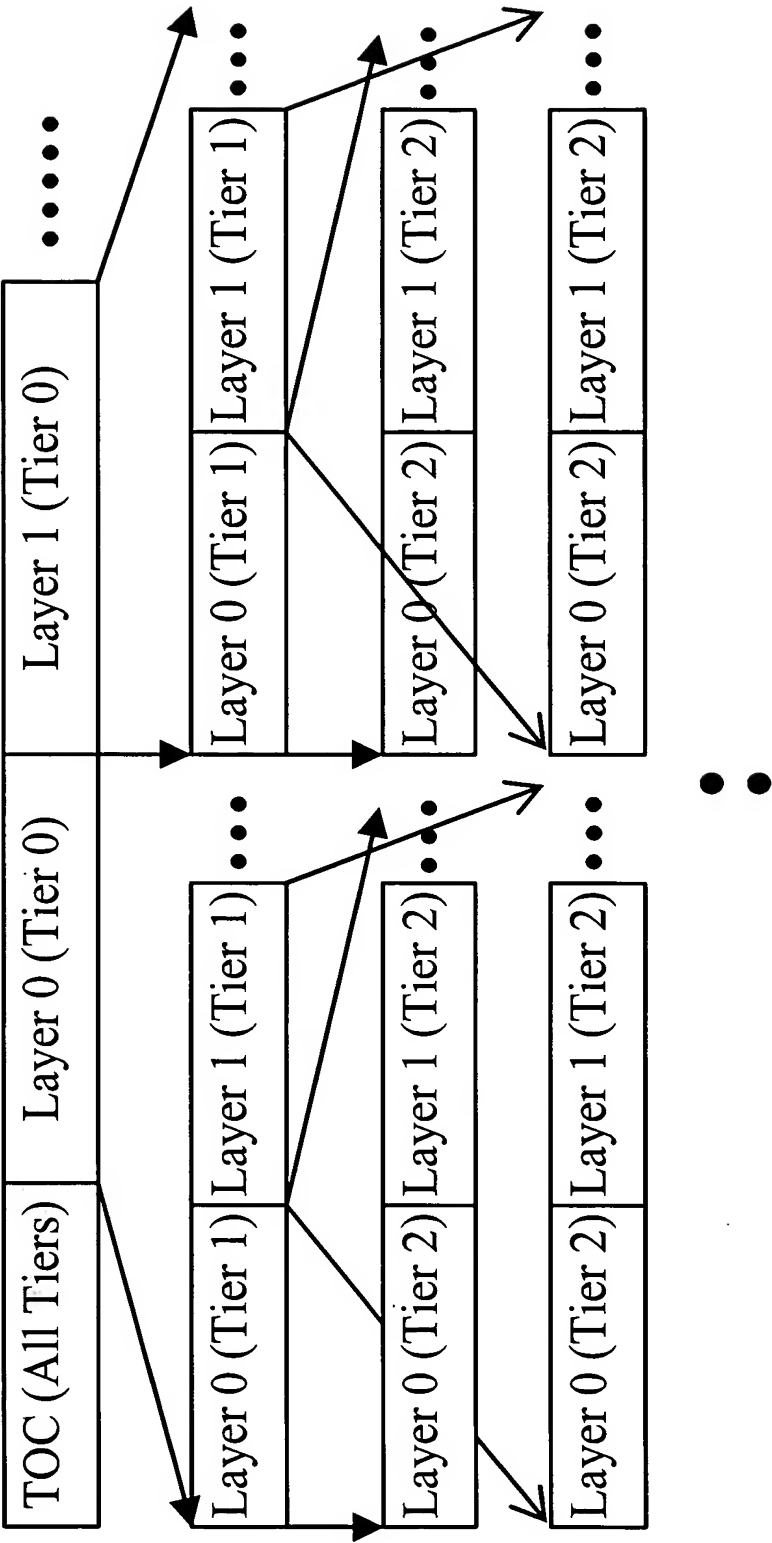 TOC (All Tiers) Layer 0 (Tier 0) Layer 1 (Tier 0)
Layer 0 (Tier 1) Layer 1 (Tier 1) Layer 0 (Tier 1) Layer 1 (Tier 1)
Layer 0 (Tier 2) Layer 1 (Tier 2) Layer 0 (Tier 2) Layer 1 (Tier 2)
Layer 0 (Tier 2) Layer 1 (Tier 2) Layer 0 (Tier 2) Layer 1 (Tier 2)